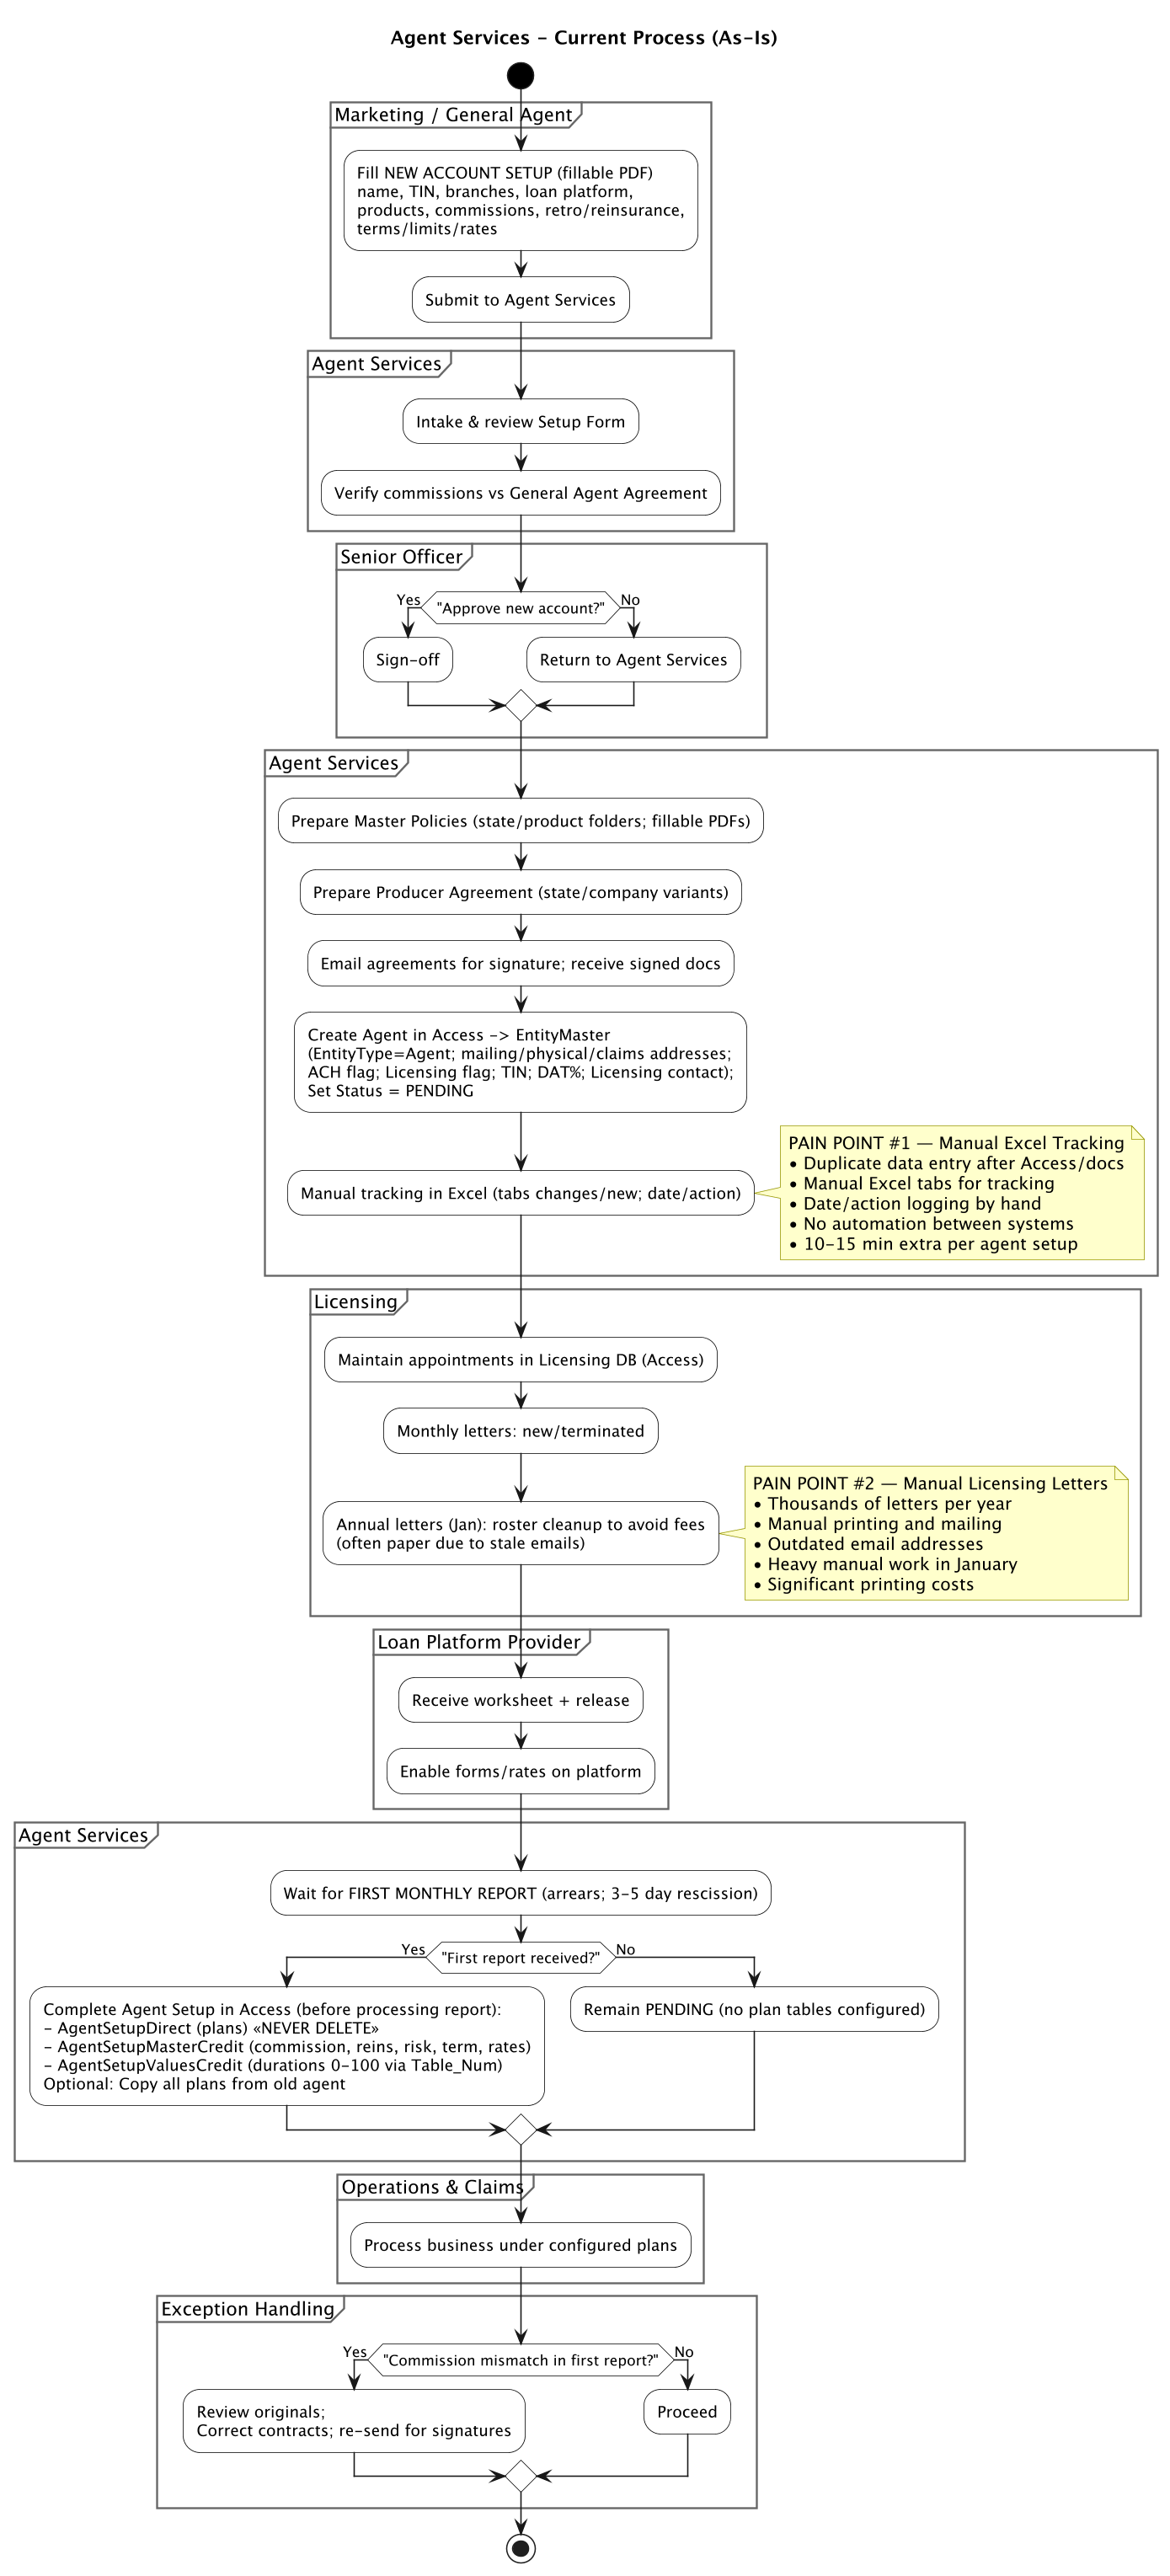 Agent Services - Current Process (As-Is)
Marketing / General Agent
Fill NEW ACCOUNT SETUP (fillable PDF)
name, TIN, branches, loan platform,
products, commissions, retro/reinsurance,
terms/limits/rates
Submit to Agent Services
Agent Services
Intake & review Setup Form
Verify commissions vs General Agent Agreement
Senior Officer
"Approve new account?"
Yes
No
Sign-off
Return to Agent Services
Agent Services
Prepare Master Policies (state/product folders; fillable PDFs)
Prepare Producer Agreement (state/company variants)
Email agreements for signature; receive signed docs
Create Agent in Access -> EntityMaster
(EntityType=Agent; mailing/physical/claims addresses;
ACH flag; Licensing flag; TIN; DAT%; Licensing contact);
Set Status = PENDING
Manual tracking in Excel (tabs changes/new; date/action)
PAIN POINT #1 — Manual Excel Tracking
• Duplicate data entry after Access/docs
• Manual Excel tabs for tracking
• Date/action logging by hand
• No automation between systems
• 10-15 min extra per agent setup
Licensing
Maintain appointments in Licensing DB (Access)
Monthly letters: new/terminated
Annual letters (Jan): roster cleanup to avoid fees
(often paper due to stale emails)
PAIN POINT #2 — Manual Licensing Letters
• Thousands of letters per year
• Manual printing and mailing
• Outdated email addresses
• Heavy manual work in January
• Significant printing costs
Loan Platform Provider
Receive worksheet + release
Enable forms/rates on platform
Agent Services
Wait for FIRST MONTHLY REPORT (arrears; 3-5 day rescission)
"First report received?"
Yes
No
Complete Agent Setup in Access (before processing report):
- AgentSetupDirect (plans) «NEVER DELETE»
- AgentSetupMasterCredit (commission, reins, risk, term, rates)
- AgentSetupValuesCredit (durations 0-100 via Table_Num)
Optional: Copy all plans from old agent
Remain PENDING (no plan tables configured)
Operations & Claims
Process business under configured plans
Exception Handling
"Commission mismatch in first report?"
Yes
No
Review originals;
Correct contracts; re-send for signatures
Proceed